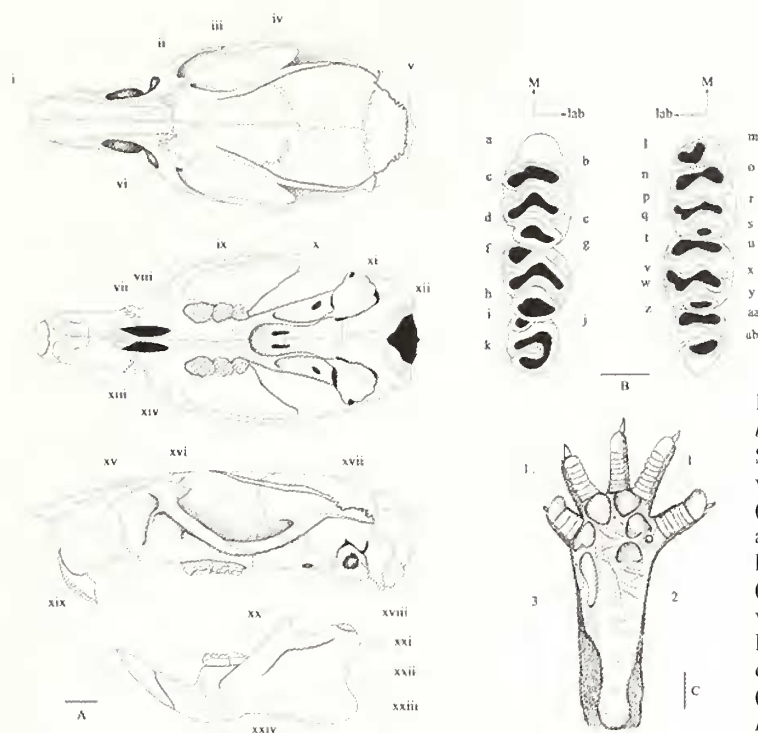 i
ii
iii
iv
v
vi
vii
viii
ix
x
xi
xii
xiii
xiv
xv
xvi
xvii
xviii
xix
xx
xxi
xxii
xxiii
xxiv
A
M
lab
a
b
c
d
c
f
g
h
i
j
k
M
lab
l
m
n
o
p
q
r
s
t
u
v
w
x
y
z
aa
ab
B
1
1
2
3
C